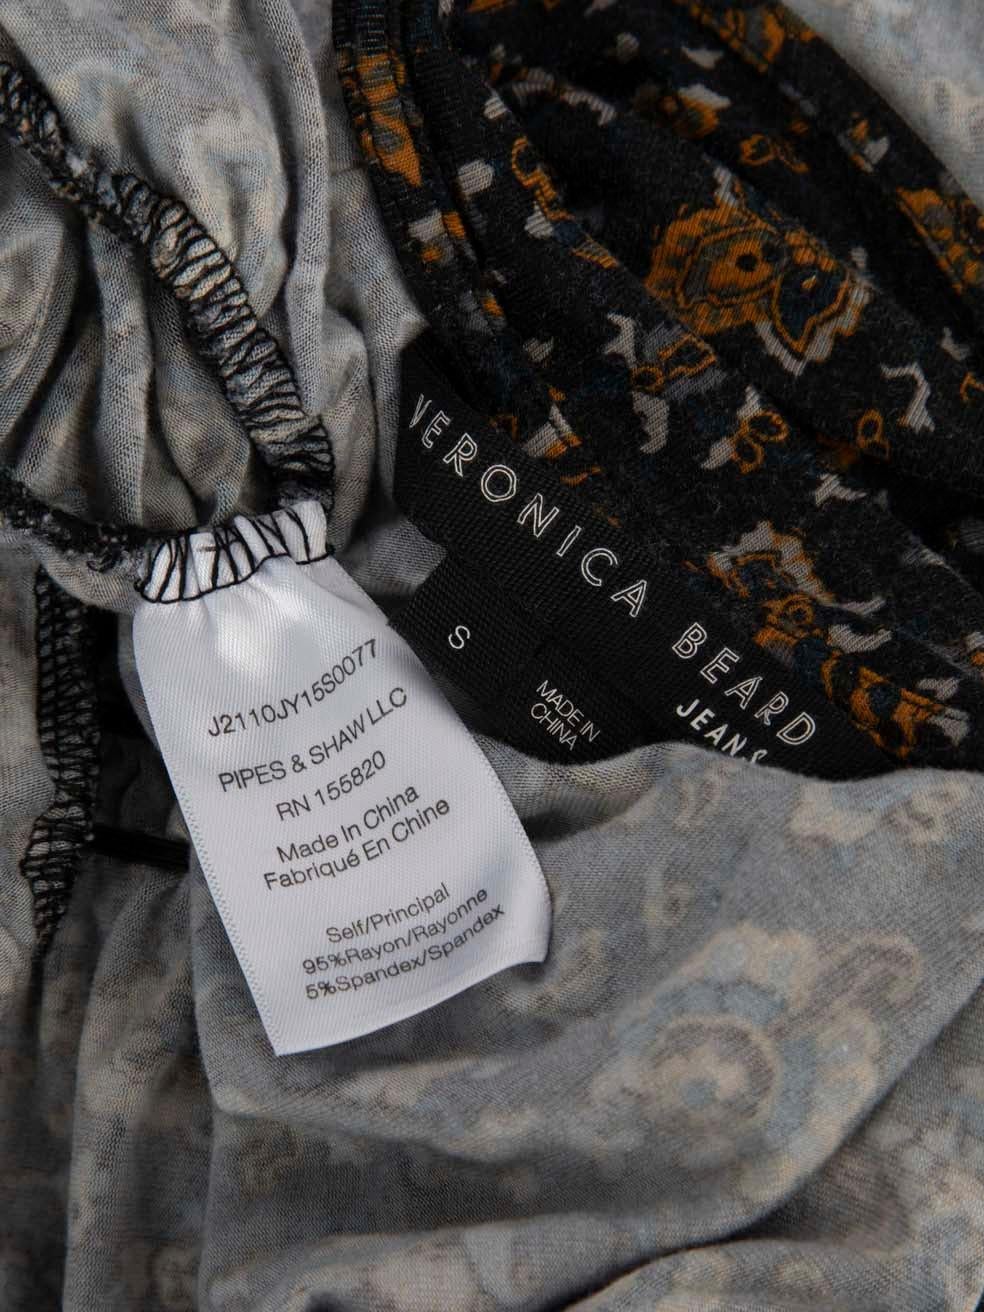 VERONICA BEARD
JEANS
S
MADE IN
CHINA
J2110JY15S0077
PIPES & SHAW LLC
RN 155820
Made In China
Fabriqué En Chine
Self/Principal
95%Rayon/Rayonne
5%Spandex/Spandex